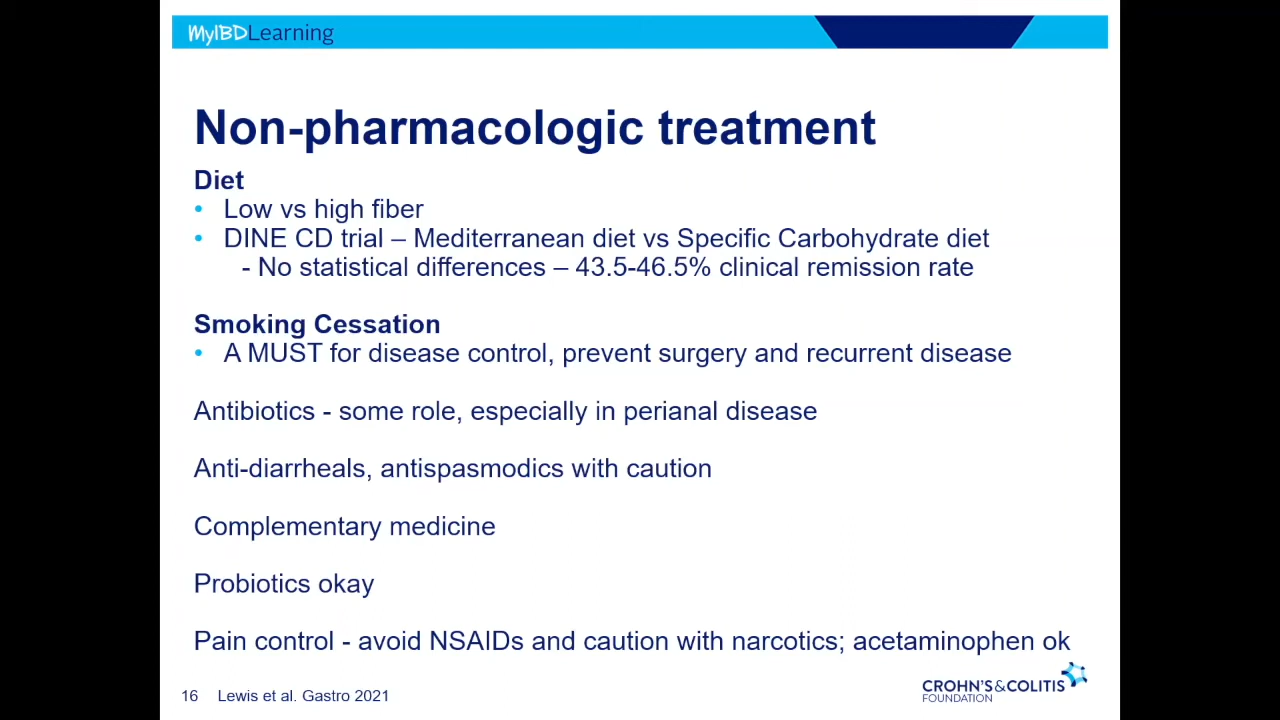 MyIBDLearning
Non-pharmacologic treatment
Diet
• Low vs high fiber
• DINE CD trial – Mediterranean diet vs Specific Carbohydrate diet
- No statistical differences – 43.5-46.5% clinical remission rate
Smoking Cessation
• A MUST for disease control, prevent surgery and recurrent disease
Antibiotics - some role, especially in perianal disease
Anti-diarrheals, antispasmodics with caution
Complementary medicine
Probiotics okay
Pain control - avoid NSAIDs and caution with narcotics; acetaminophen ok
16 Lewis et al. Gastro 2021
CROHN'S&COLITIS
FOUNDATION